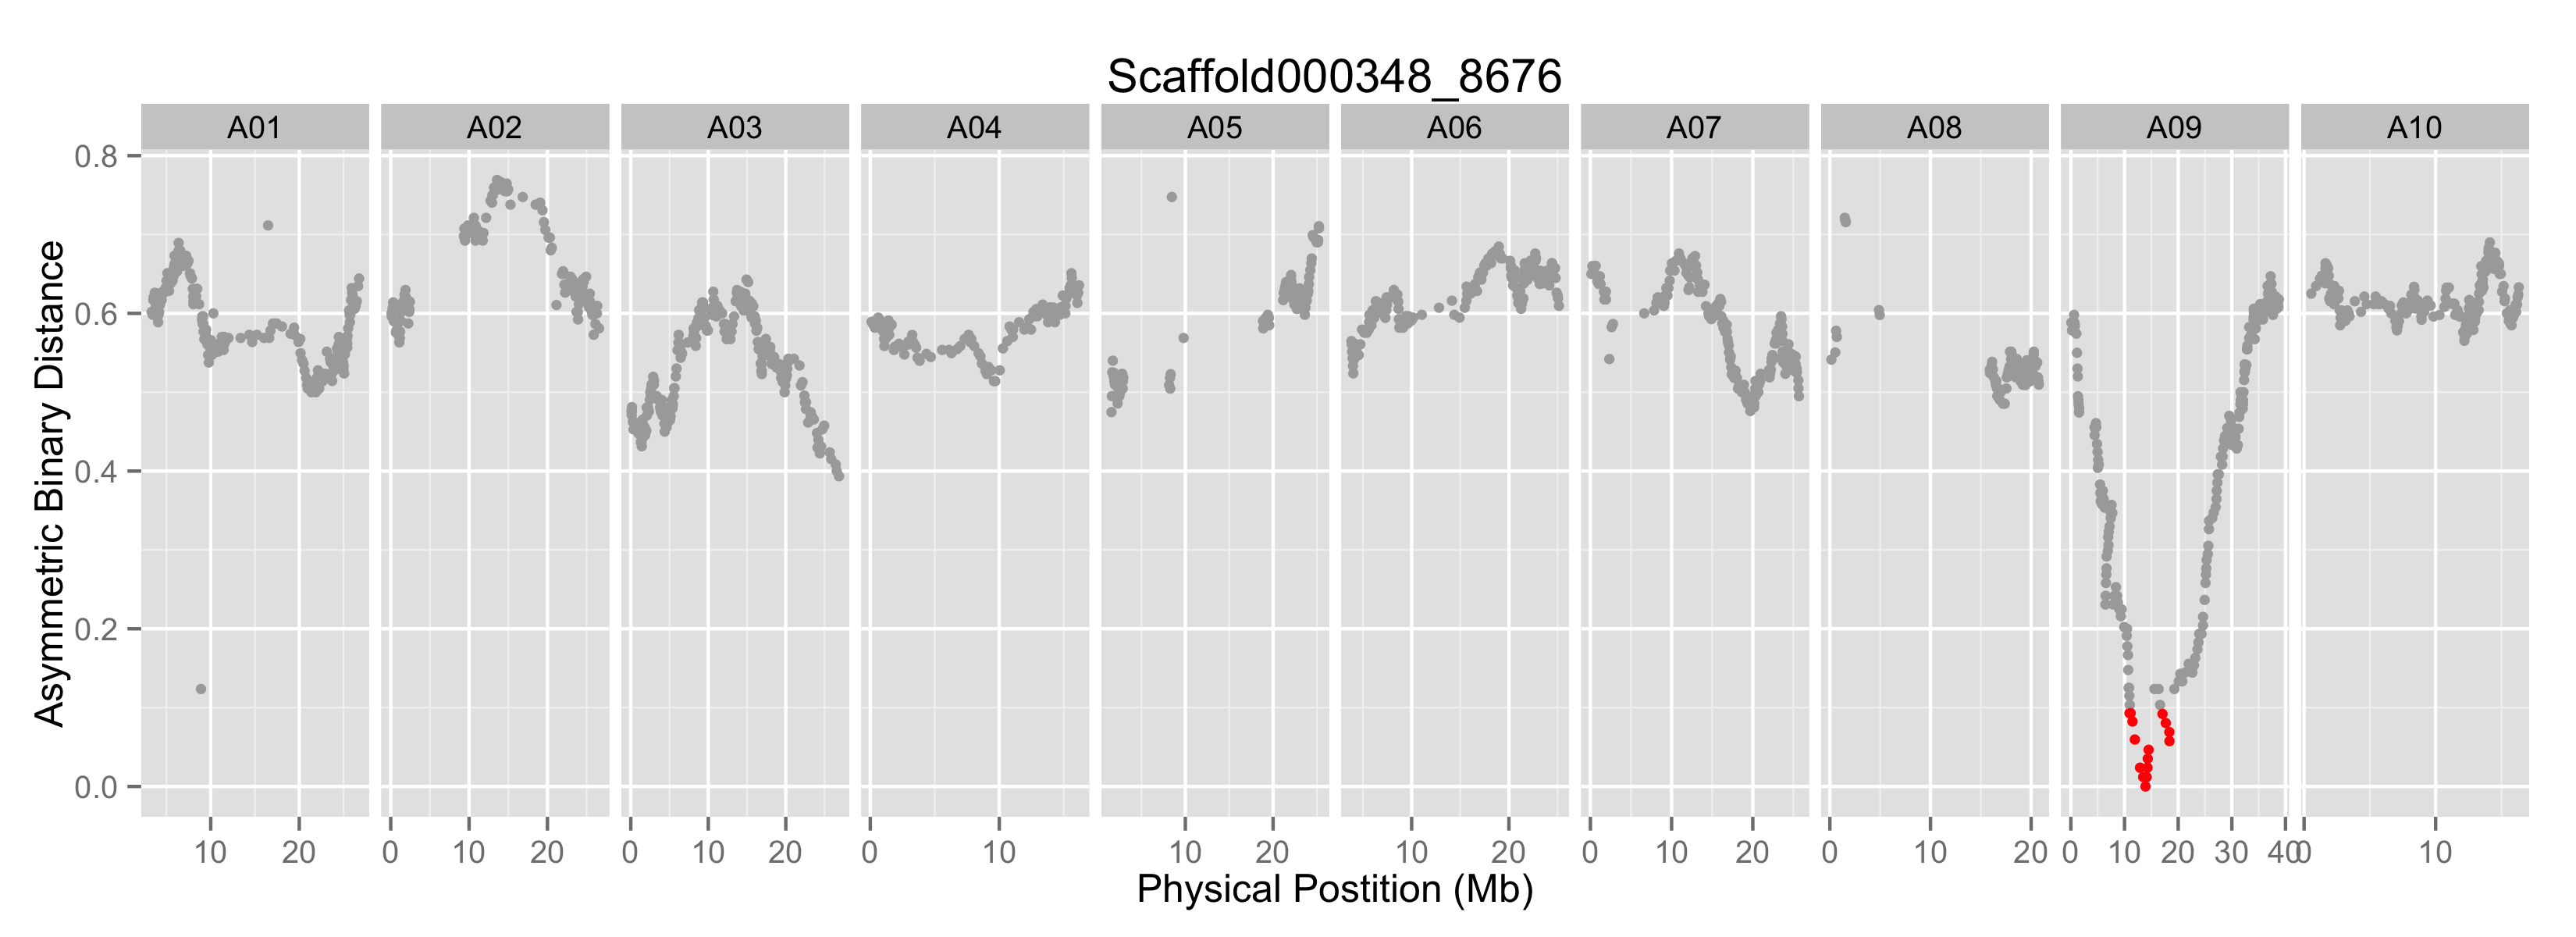 Scaffold000348_8676
A01 A02 A03 A04 A05 A06 A07 A08 A09 A10
Asymmetric Binary Distance
0.8
0.6
0.4
0.2
0.0
10 20 0 10 20 0 10 20 0 10 10 20 10 20 0 10 20 0 10 20 0 10 20 30 40 0 10
Physical Postition (Mb)